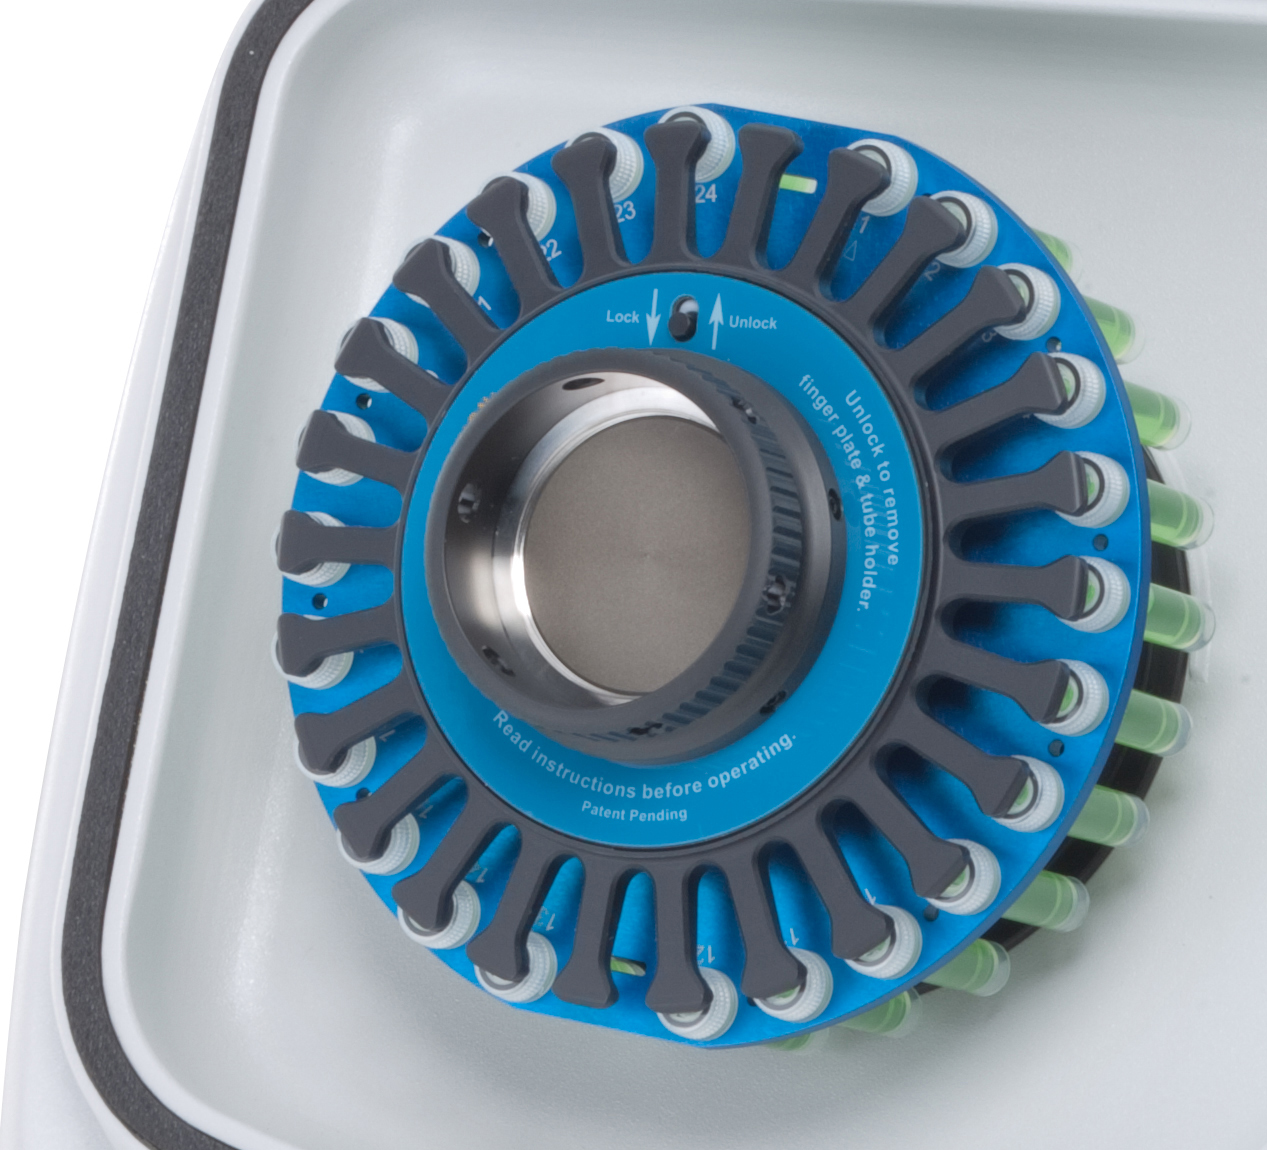 Lock
Unlock
Unlock to remove
finger plate & tube holder.
Read instructions before operating.
Patent Pending
24
1
2
12
13
14
22
23